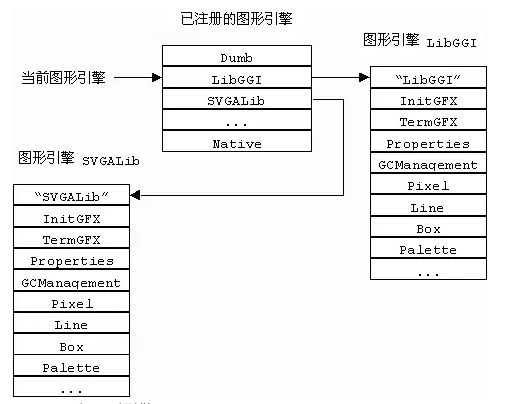 已注册的图形引擎
Dumb
LibGGI
SVGALib
...
Native
当前图形引擎
图形引擎 LibGGI
"LibGGI"
InitGFX
TermGFX
Properties
GCManagement
Pixel
Line
Box
Palette
...
图形引擎 SVGALib
"SVGALib"
InitGFX
TermGFX
Properties
GCManagement
Pixel
Line
Box
Palette
...